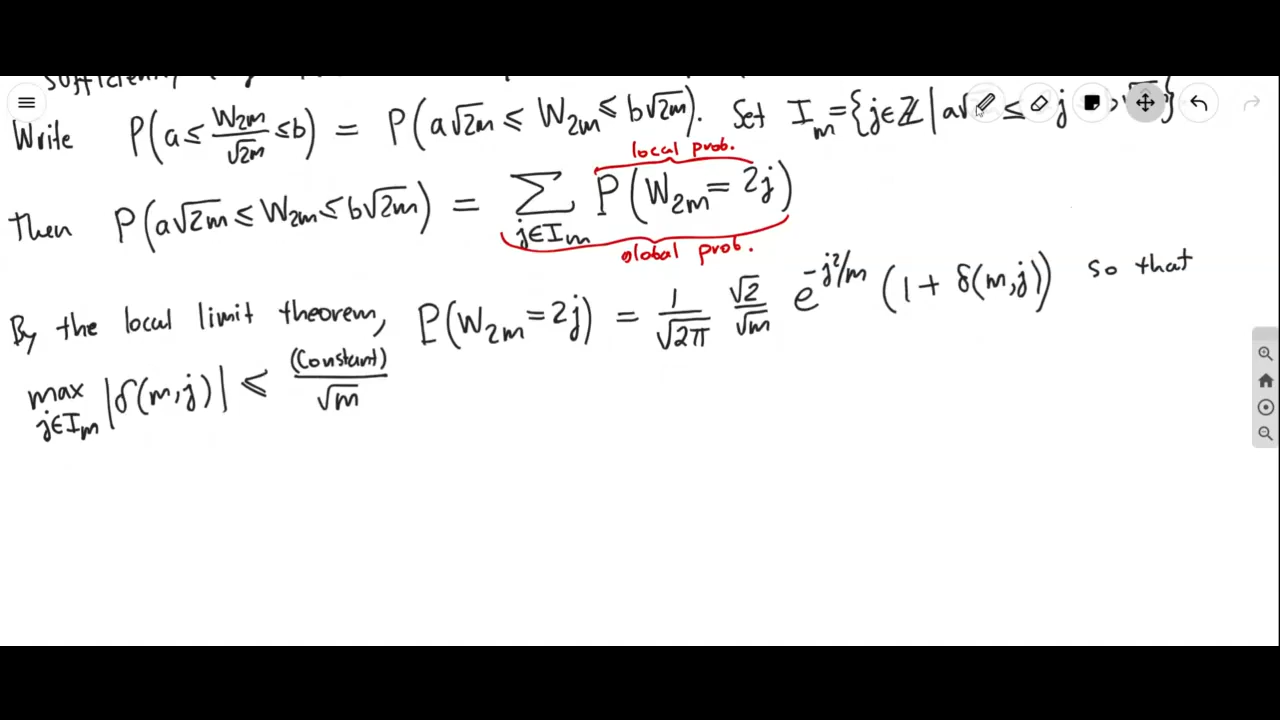 Write P(a ≤ W_{2m}/√2m ≤ b) = P(a√2m ≤ W_{2m} ≤ b√2m). Set I_m = {j∈ℤ | a√ ≤ j √ }
local prob.
Then P(a√2m ≤ W_{2m} ≤ b√2m) = Σ_{j∈I_m} P(W_{2m} = 2j)
global prob.
By the local limit theorem, P(W_{2m} = 2j) = 1/√2π √2/√m e^{-j²/m} (1 + δ(m,j)) so that
max_{j∈I_m} |δ(m,j)| ≤ (Constant)/√m